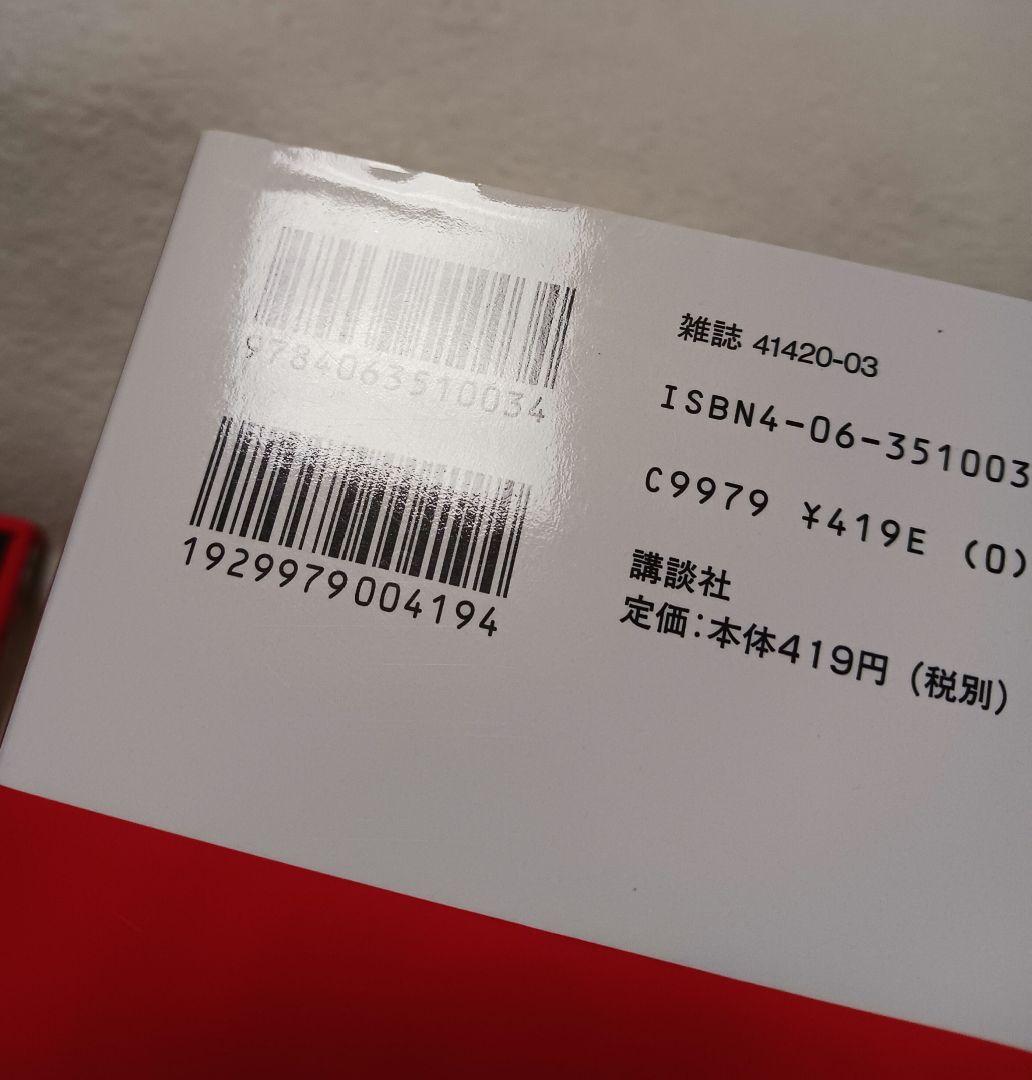 9784063510034
1929979004194
雑誌 41420-03
ISBN4-06-351003
C9979 ¥419E (0)
講談社
定価:本体419円 (税別)